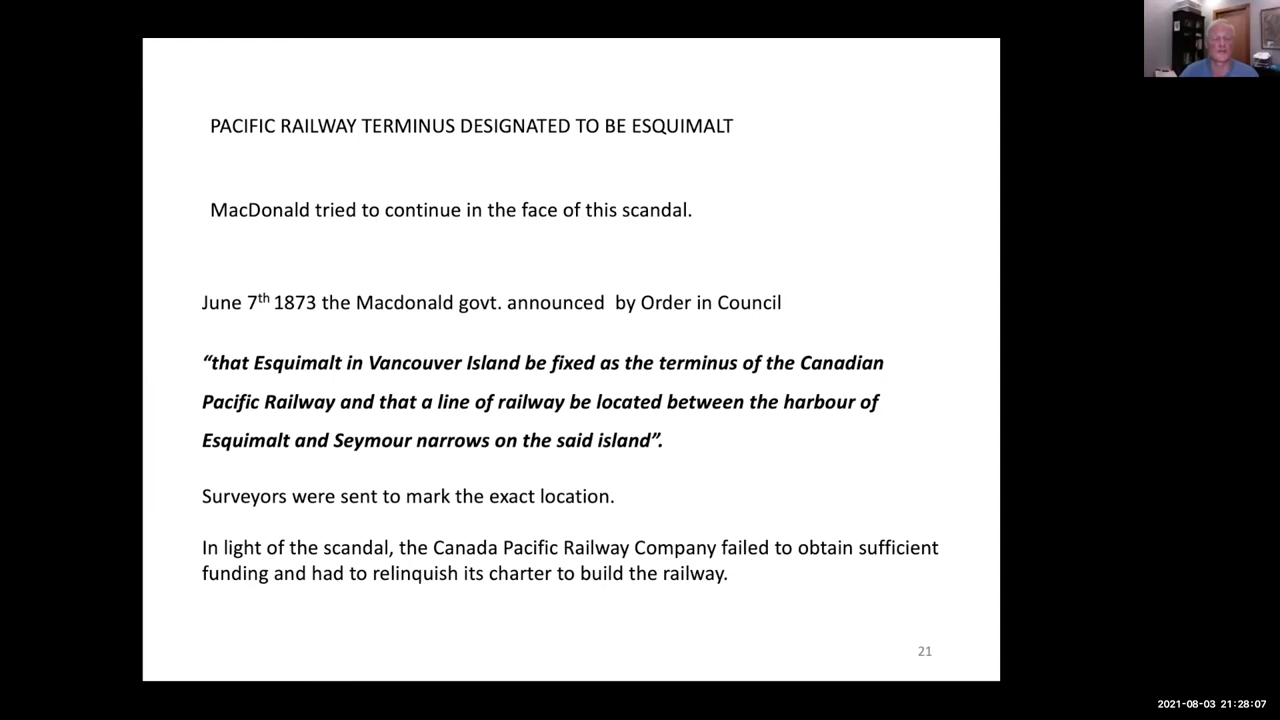 PACIFIC RAILWAY TERMINUS DESIGNATED TO BE ESQUIMALT
MacDonald tried to continue in the face of this scandal.
June 7th 1873 the Macdonald govt. announced by Order in Council
“that Esquimalt in Vancouver Island be fixed as the terminus of the Canadian
Pacific Railway and that a line of railway be located between the harbour of
Esquimalt and Seymour narrows on the said island”.
Surveyors were sent to mark the exact location.
In light of the scandal, the Canada Pacific Railway Company failed to obtain sufficient
funding and had to relinquish its charter to build the railway.
21
2021-08-03 21:28:07